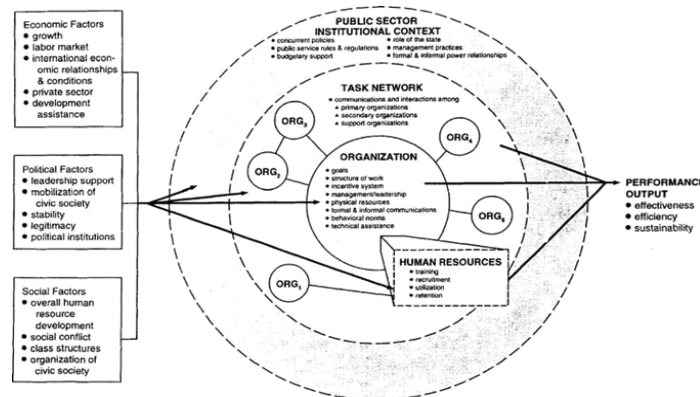 Economic Factors
● growth
● labor market
● international econ-
omic relationships
& conditions
● private sector
● development
assistance
Political Factors
● leadership support
● mobilization of
civic society
● stability
● legitimacy
● political institutions
Social Factors
● overall human
resource
development
● social conflict
● class structures
● organization of
civic society
PUBLIC SECTOR
INSTITUTIONAL CONTEXT
● concurrent policies
● public service rules & regulations
● budgetary support
● role of the state
● management practices
● formal & informal power relationships
TASK NETWORK
● communications and interactions among
▲ primary organizations
▲ secondary organizations
▲ support organizations
ORG3
ORG2
ORG4
ORG5
ORG1
ORGANIZATION
● goals
● structure of work
● incentive system
● management/leadership
● physical resources
● formal & informal communications
● behavioral norms
● technical assistance
HUMAN RESOURCES
● training
● recruitment
● utilization
● retention
PERFORMANCE
OUTPUT
● effectiveness
● efficiency
● sustainability